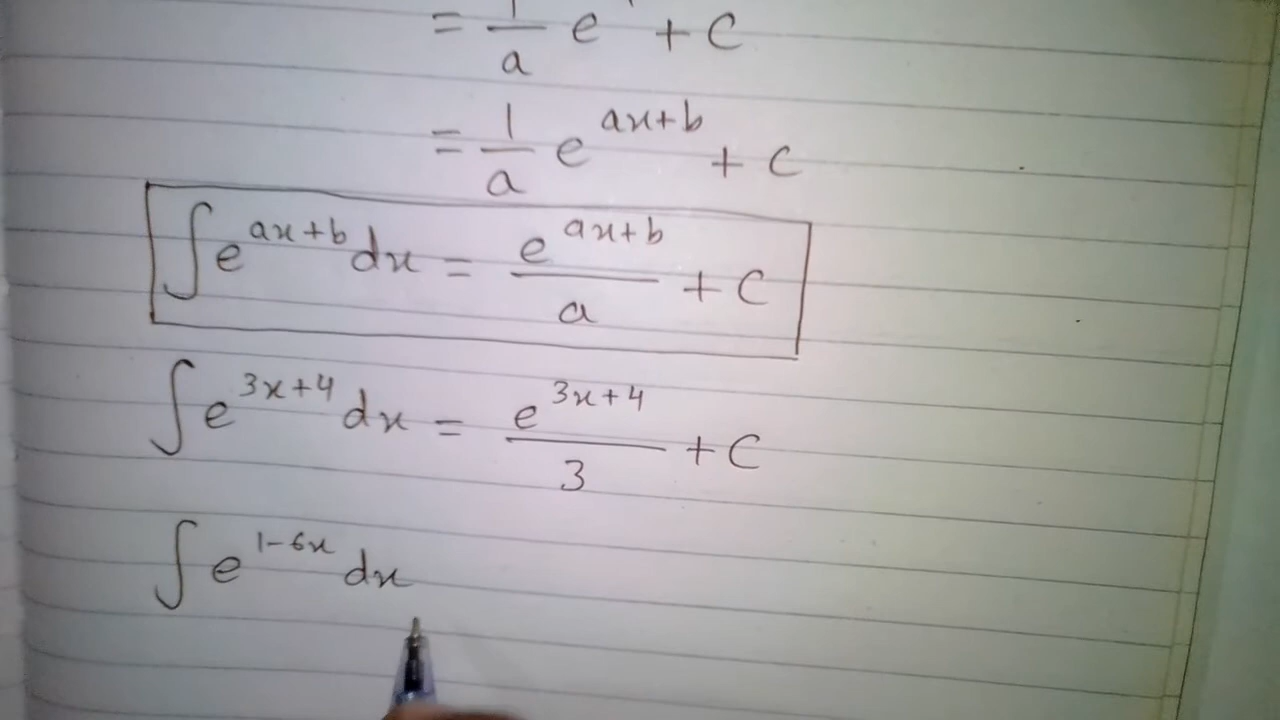 = 1/a e + C
= 1/a e^(ax+b) + C
∫e^(ax+b) dx = e^(ax+b)/a + C
∫e^(3x+4) dx = e^(3x+4)/3 + C
∫e^(1-6x) dx